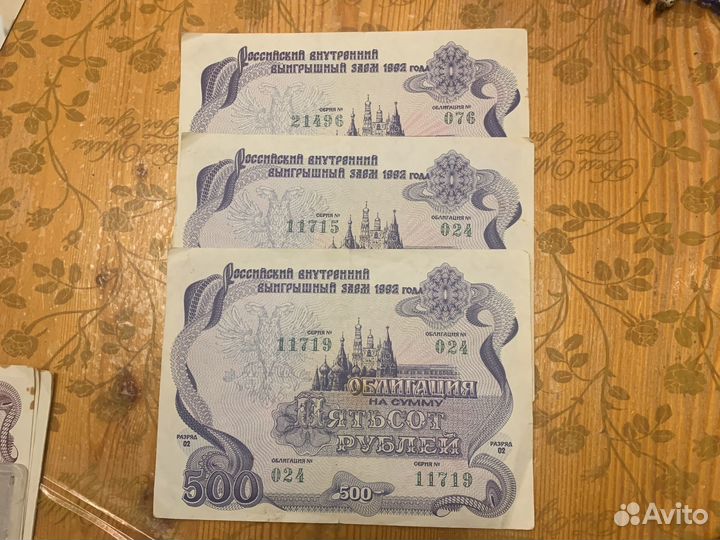 Российский внутренний
выигрышный заем 1992 года
СЕРИЯ № ОБЛИГАЦИЯ №
21496 076
Российский внутренний
выигрышный заем 1992 года
СЕРИЯ № ОБЛИГАЦИЯ №
11715 024
Российский внутренний
выигрышный заем 1992 года
СЕРИЯ № ОБЛИГАЦИЯ №
11719 024
ОБЛИГАЦИЯ
НА СУММУ
Пятьсот
рублей
РАЗРЯД РАЗРЯД
02 02
ОБЛИГАЦИЯ № СЕРИЯ №
024 11719
500 500
Avito